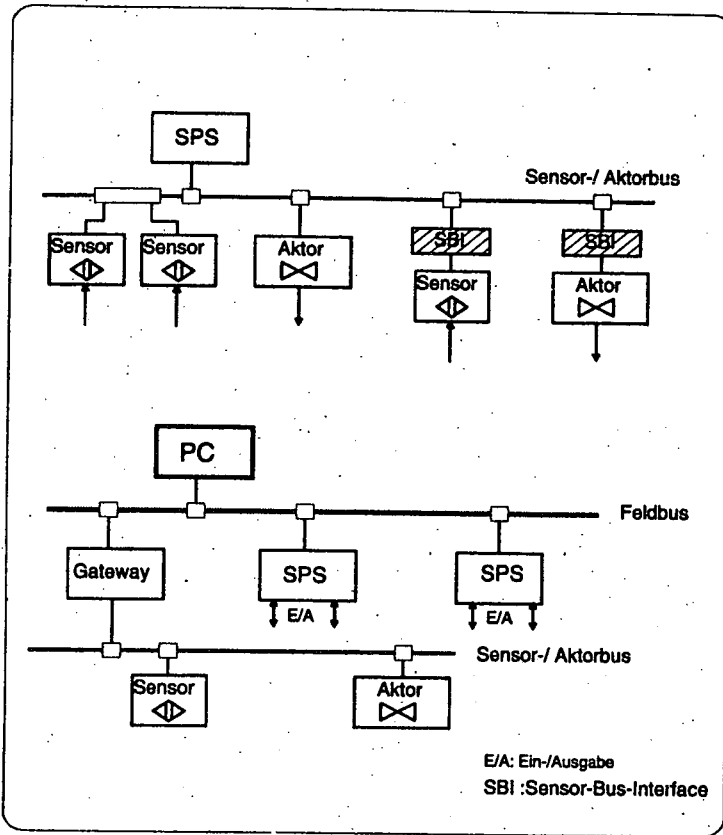 SPS
Sensor-/ Aktorbus
Sensor
Sensor
Aktor
SBI
SBI
Sensor
Aktor
PC
Feldbus
Gateway
SPS
SPS
E/A
E/A
Sensor-/ Aktorbus
Sensor
Aktor
E/A: Ein-/Ausgabe
SBI :Sensor-Bus-Interface